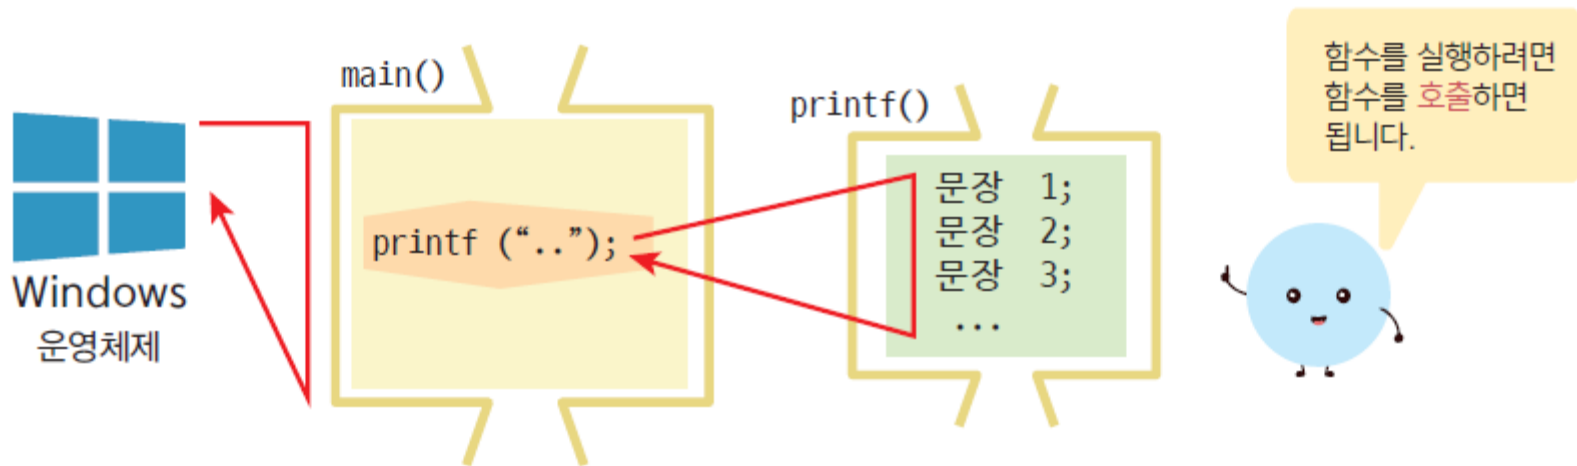 main()
printf ("..");
Windows
운영체제
printf()
문장 1;
문장 2;
문장 3;
...
함수를 실행하려면
함수를 호출하면
됩니다.